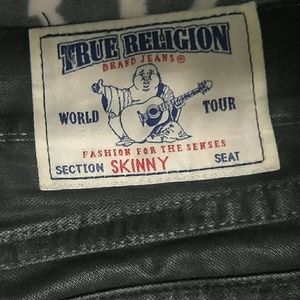 TRUE RELIGION
BRAND JEANS®
WORLD TOUR
FASHION FOR THE SENSES
SECTION SKINNY SEAT